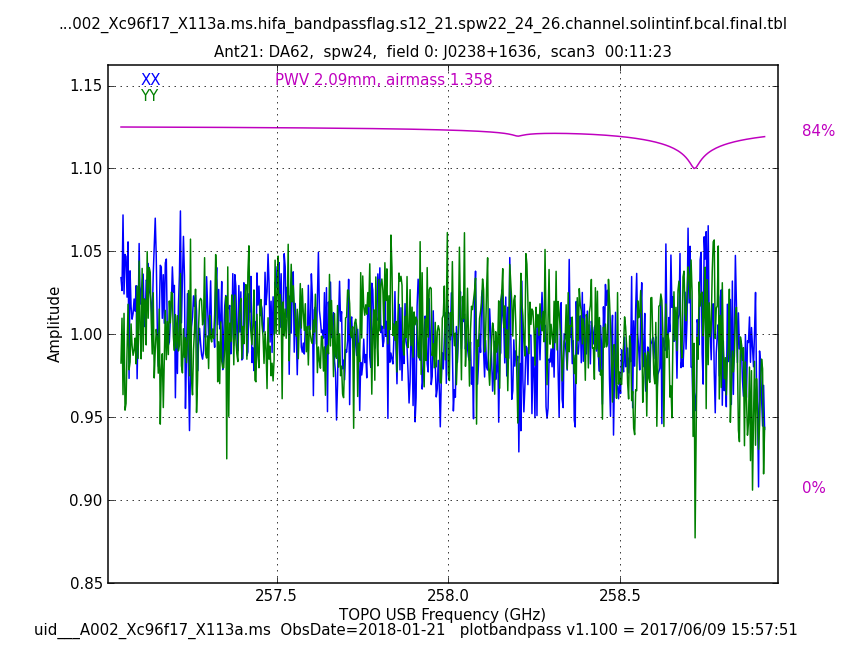 ...002_Xc96f17_X113a.ms.hifa_bandpassflag.s12_21.spw22_24_26.channel.solintinf.bcal.final.tbl
Ant21: DA62, spw24, field 0: J0238+1636, scan3 00:11:23
XX
PWV 2.09mm, airmass 1.358
YY
84%
0%
1.15
1.10
1.05
1.00
0.95
0.90
0.85
Amplitude
257.5
258.0
258.5
TOPO USB Frequency (GHz)
uid___A002_Xc96f17_X113a.ms ObsDate=2018-01-21 plotbandpass v1.100 = 2017/06/09 15:57:51